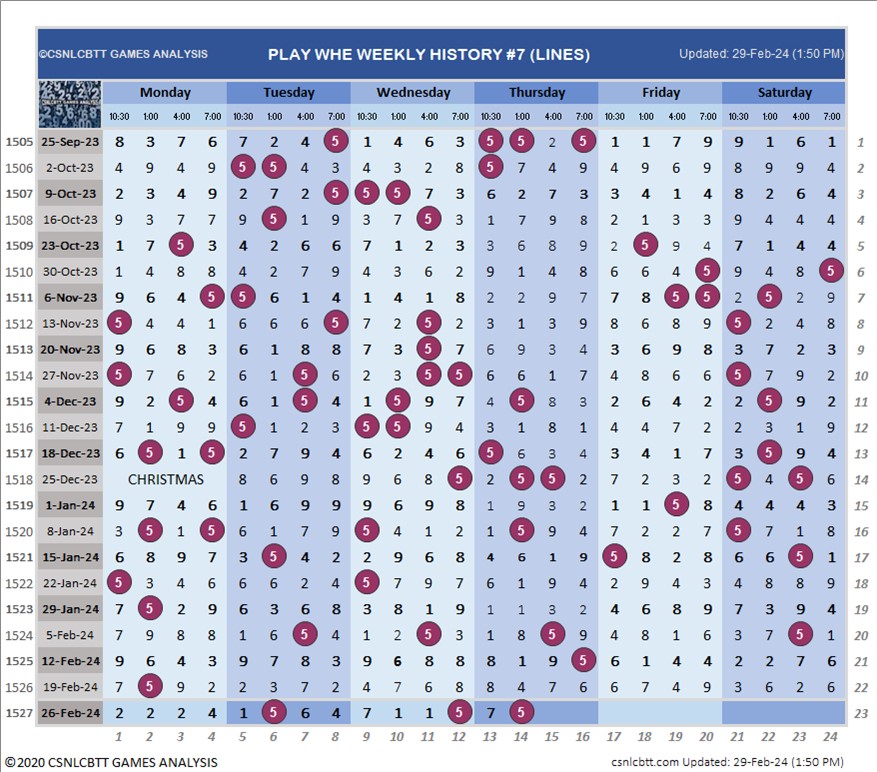 ©CSNLCBTT GAMES ANALYSIS PLAY WHE WEEKLY HISTORY #7 (LINES) Updated: 29-Feb-24 (1:50 PM)
CSNLCBTT GAMES ANALYSIS
Monday Tuesday Wednesday Thursday Friday Saturday
10:30 1:00 4:00 7:00 10:30 1:00 4:00 7:00 10:30 1:00 4:00 7:00 10:30 1:00 4:00 7:00 10:30 1:00 4:00 7:00 10:30 1:00 4:00 7:00
1505 25-Sep-23 8 3 7 6 7 2 4 5 1 4 6 3 5 5 2 5 1 1 7 9 9 1 6 1 1
1506 2-Oct-23 4 9 4 9 5 5 4 3 4 3 2 8 5 7 4 9 4 9 6 9 8 9 9 4 2
1507 9-Oct-23 2 3 4 9 2 7 2 5 5 5 7 3 6 2 7 3 3 4 1 4 8 2 6 4 3
1508 16-Oct-23 9 3 7 7 9 5 1 9 3 7 5 3 1 7 9 8 2 1 3 3 9 4 4 4 4
1509 23-Oct-23 1 7 5 3 4 2 6 6 7 1 2 3 3 6 8 9 2 5 9 4 7 1 4 4 5
1510 30-Oct-23 1 4 8 8 4 2 7 9 4 3 6 2 9 1 4 8 6 6 4 5 9 4 8 5 6
1511 6-Nov-23 9 6 4 5 5 6 1 4 1 4 1 8 2 2 9 7 7 8 5 5 2 5 2 9 7
1512 13-Nov-23 5 4 4 1 6 6 6 5 7 2 5 2 3 1 3 9 8 6 8 9 5 2 4 8 8
1513 20-Nov-23 9 6 8 3 6 1 8 8 7 3 5 4 6 9 3 4 3 6 9 8 3 7 2 3 9
1514 27-Nov-23 5 7 6 2 6 1 5 6 2 3 5 5 6 6 1 7 4 8 6 6 5 7 9 2 10
1515 4-Dec-23 9 2 5 4 6 1 5 4 1 5 9 7 4 5 8 3 2 6 4 2 2 5 9 2 11
1516 11-Dec-23 7 1 9 9 5 1 2 3 5 5 9 4 3 1 8 1 4 4 7 2 2 3 1 9 12
1517 18-Dec-23 6 5 1 5 2 7 9 4 6 2 4 6 5 6 3 4 3 4 1 7 3 5 9 4 13
1518 25-Dec-23 CHRISTMAS 8 6 9 8 9 6 8 5 2 5 5 2 7 2 3 2 5 4 5 6 14
1519 1-Jan-24 9 7 4 6 1 6 9 9 9 6 9 8 1 9 3 2 1 1 5 8 4 4 4 3 15
1520 8-Jan-24 3 5 1 5 6 1 7 9 5 4 1 2 1 5 9 4 7 2 2 7 5 7 1 8 16
1521 15-Jan-24 6 8 9 7 3 5 4 2 2 9 6 8 4 6 1 9 5 8 2 8 6 6 5 1 17
1522 22-Jan-24 5 3 4 6 6 6 2 4 5 7 9 7 6 1 9 4 2 9 4 3 4 8 8 9 18
1523 29-Jan-24 7 5 2 9 6 3 6 8 3 8 1 9 1 1 3 2 4 6 8 9 7 3 9 4 19
1524 5-Feb-24 7 9 8 8 1 6 5 4 1 2 5 3 1 8 5 9 4 8 1 6 3 7 5 1 20
1525 12-Feb-24 9 6 4 3 9 7 8 3 9 6 8 8 8 1 9 5 6 1 4 4 2 2 7 6 21
1526 19-Feb-24 7 5 9 2 2 3 7 2 4 7 6 8 8 4 7 6 6 7 4 9 3 6 2 6 22
1527 26-Feb-24 2 2 2 4 1 5 6 4 7 1 1 5 7 5 23
1 2 3 4 5 6 7 8 9 10 11 12 13 14 15 16 17 18 19 20 21 22 23 24
©2020 CSNLCBTT GAMES ANALYSIS csnlcbtt.com Updated: 29-Feb-24 (1:50 PM)